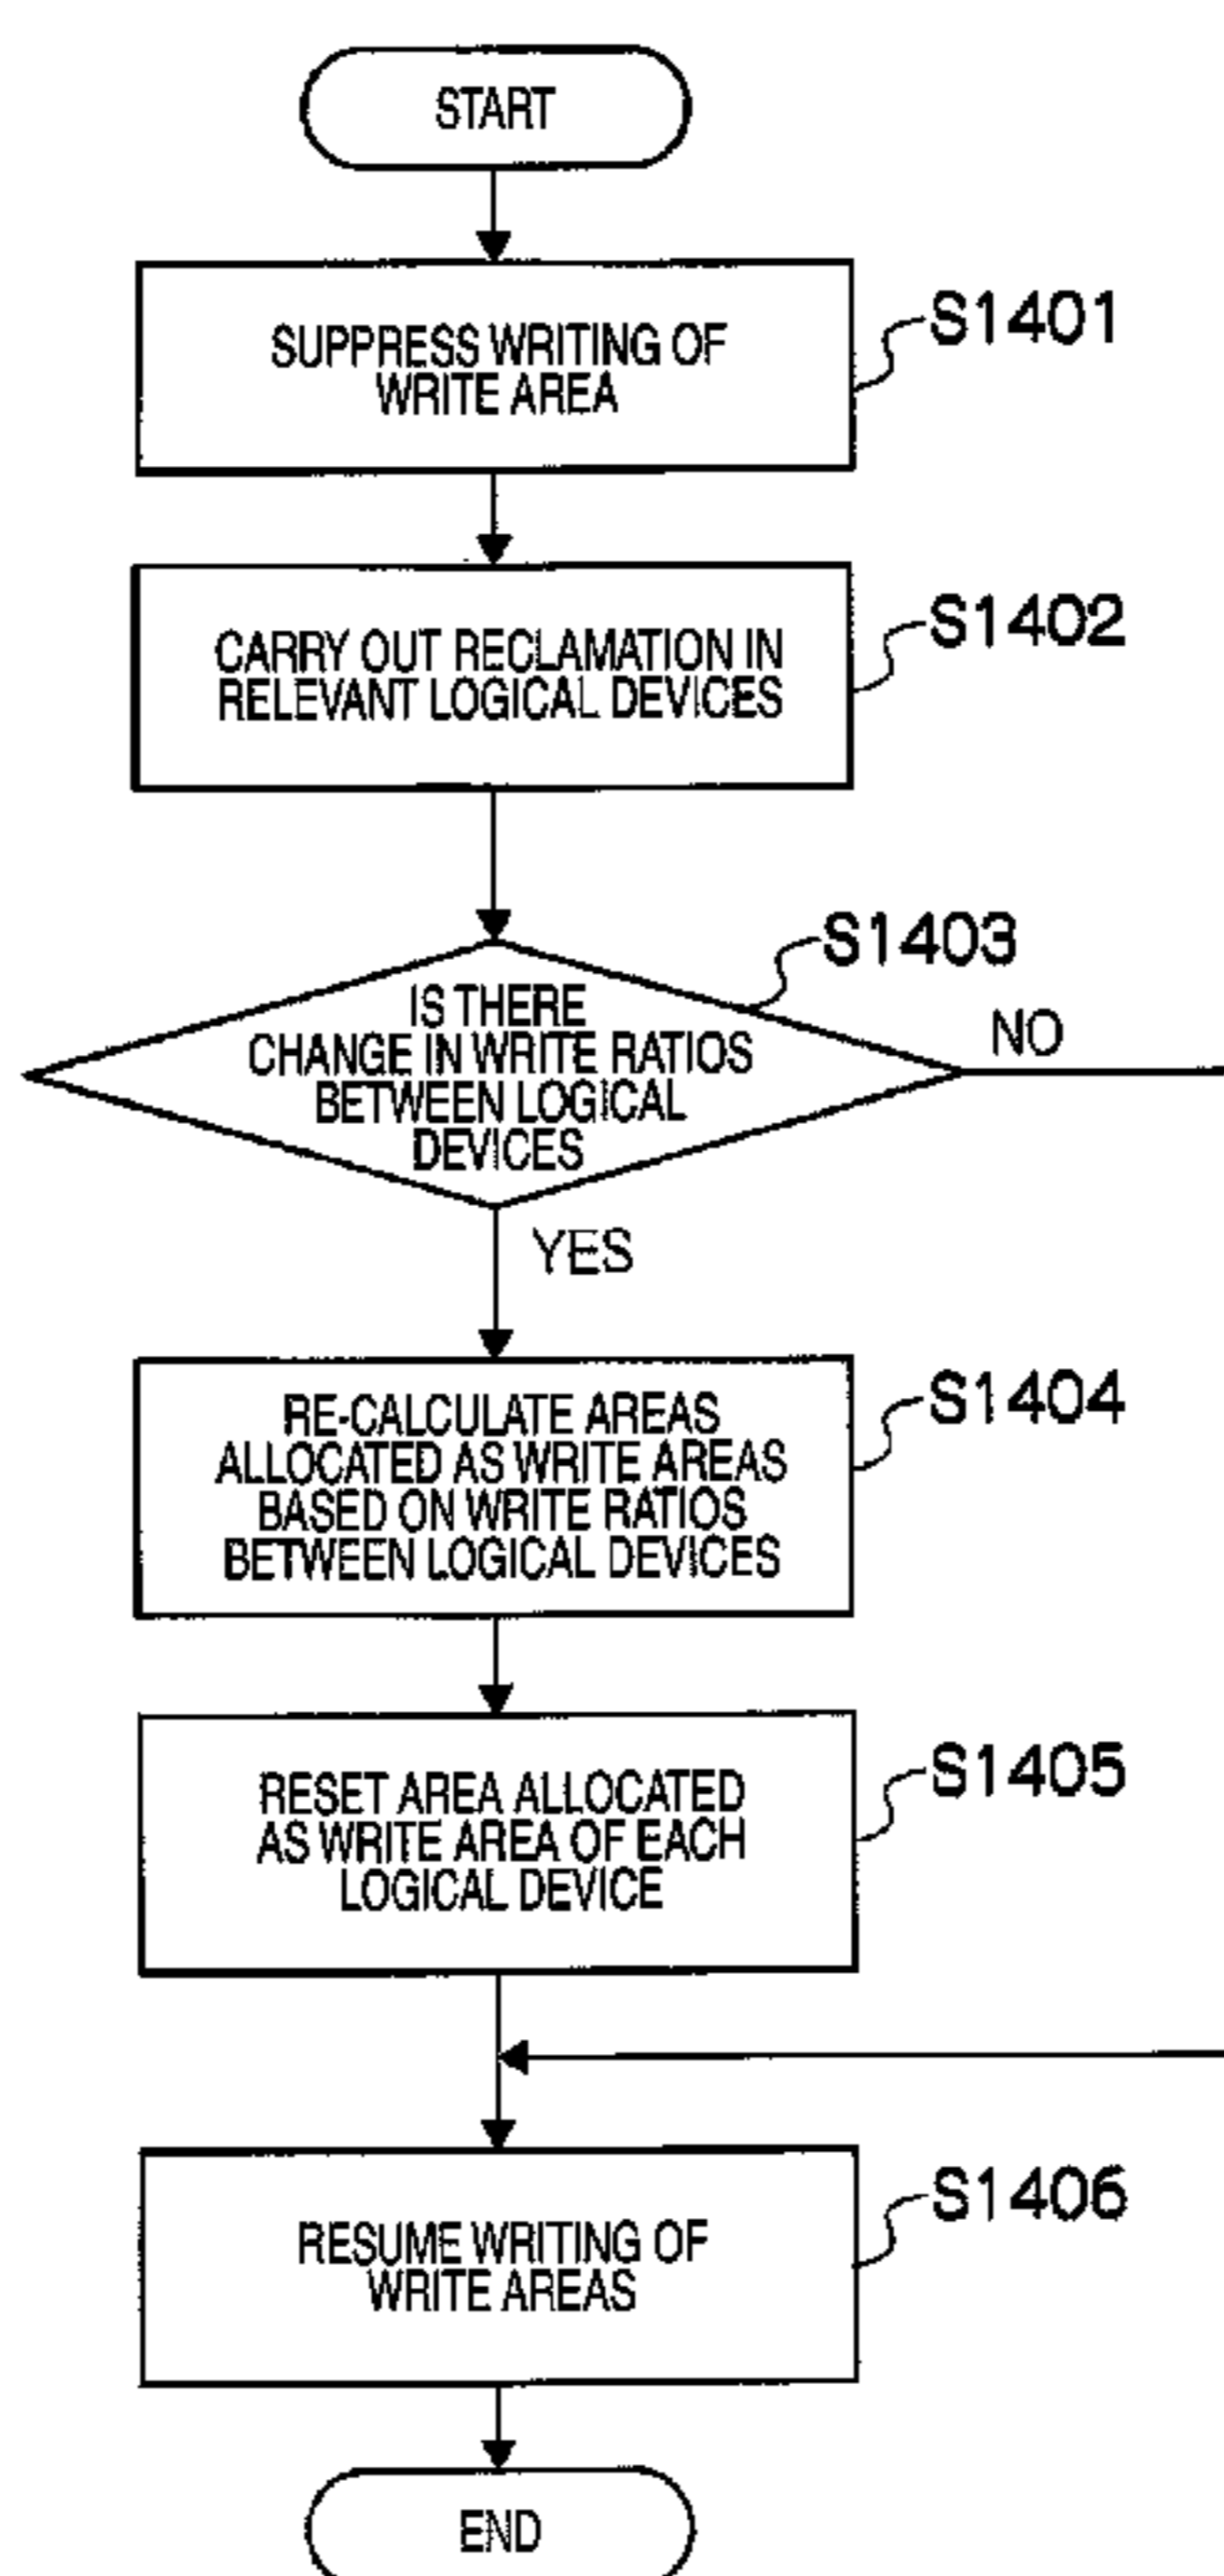 START
SUPPRESS WRITING OF
WRITE AREA
S1401
CARRY OUT RECLAMATION IN
RELEVANT LOGICAL DEVICES
S1402
S1403
IS THERE
CHANGE IN WRITE RATIOS
BETWEEN LOGICAL
DEVICES
NO
YES
RE-CALCULATE AREAS
ALLOCATED AS WRITE AREAS
BASED ON WRITE RATIOS
BETWEEN LOGICAL DEVICES
S1404
RESET AREA ALLOCATED
AS WRITE AREA OF EACH
LOGICAL DEVICE
S1405
RESUME WRITING OF
WRITE AREAS
S1406
END